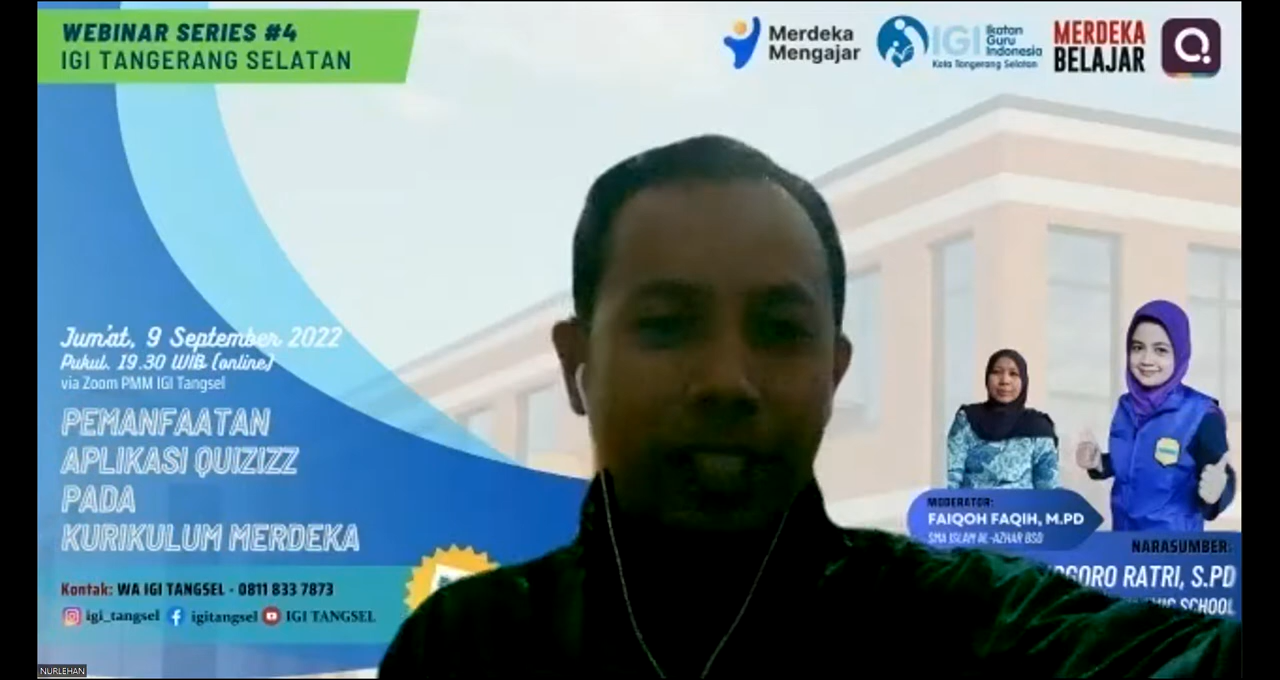 WEBINAR SERIES #4
IGI TANGERANG SELATAN
Merdeka
Mengajar
IGI
Ikatan
Guru
Indonesia
Kota Tangerang Selatan
MERDEKA
BELAJAR
Q!
Jum'at, 9 September 2022
Pukul. 19.30 WIB (online)
via Zoom PMM IGI Tangsel
PEMANFAATAN
APLIKASI QUIZIZZ
PADA
KURIKULUM MERDEKA
MODERATOR:
FAIQOH FAQIH, M.PD
SMA ISLAM AL-AZHAR BSD
NARASUMBER:
RATRI, S.PD
SCHOOL
Kontak: WA IGI TANGSEL - 0811 833 7873
igi_tangsel igitangsel IGI TANGSEL
NURLEHAN